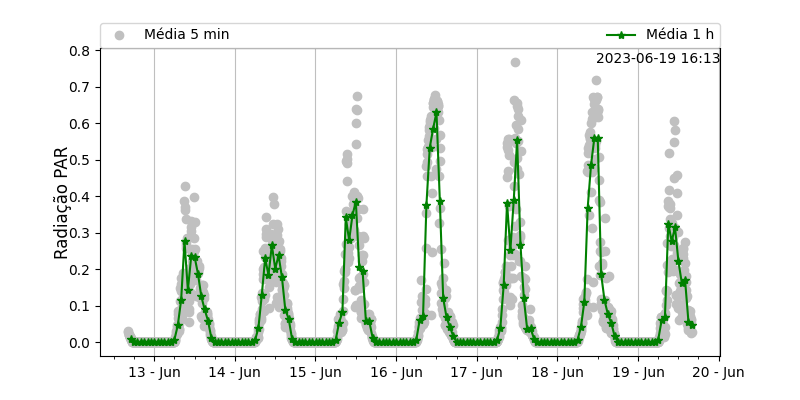 Média 5 min
Média 1 h
2023-06-19 16:13
Radiação PAR
0.8
0.7
0.6
0.5
0.4
0.3
0.2
0.1
0.0
13 - Jun
14 - Jun
15 - Jun
16 - Jun
17 - Jun
18 - Jun
19 - Jun
20 - Jun